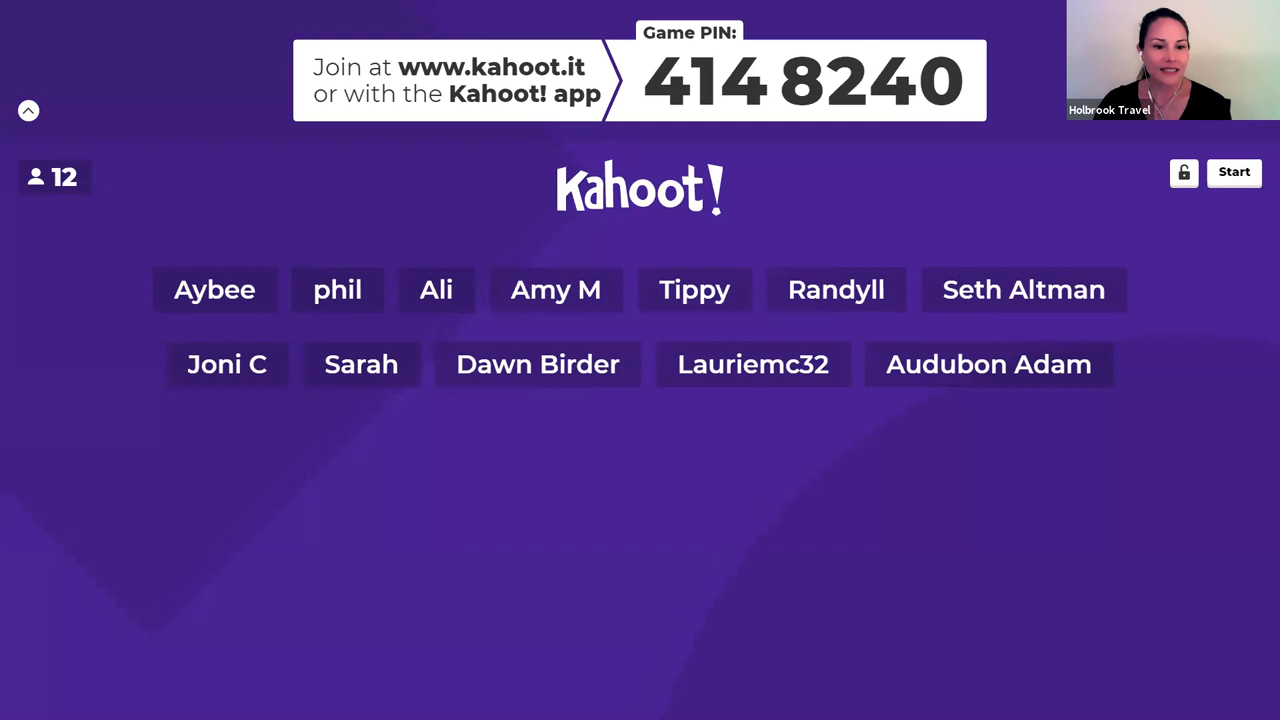 Game PIN:
Join at www.kahoot.it
or with the Kahoot! app
414 8240
Holbrook Travel
12
Kahoot!
Start
Aybee phil Ali Amy M Tippy Randyll Seth Altman
Joni C Sarah Dawn Birder Lauriemc32 Audubon Adam